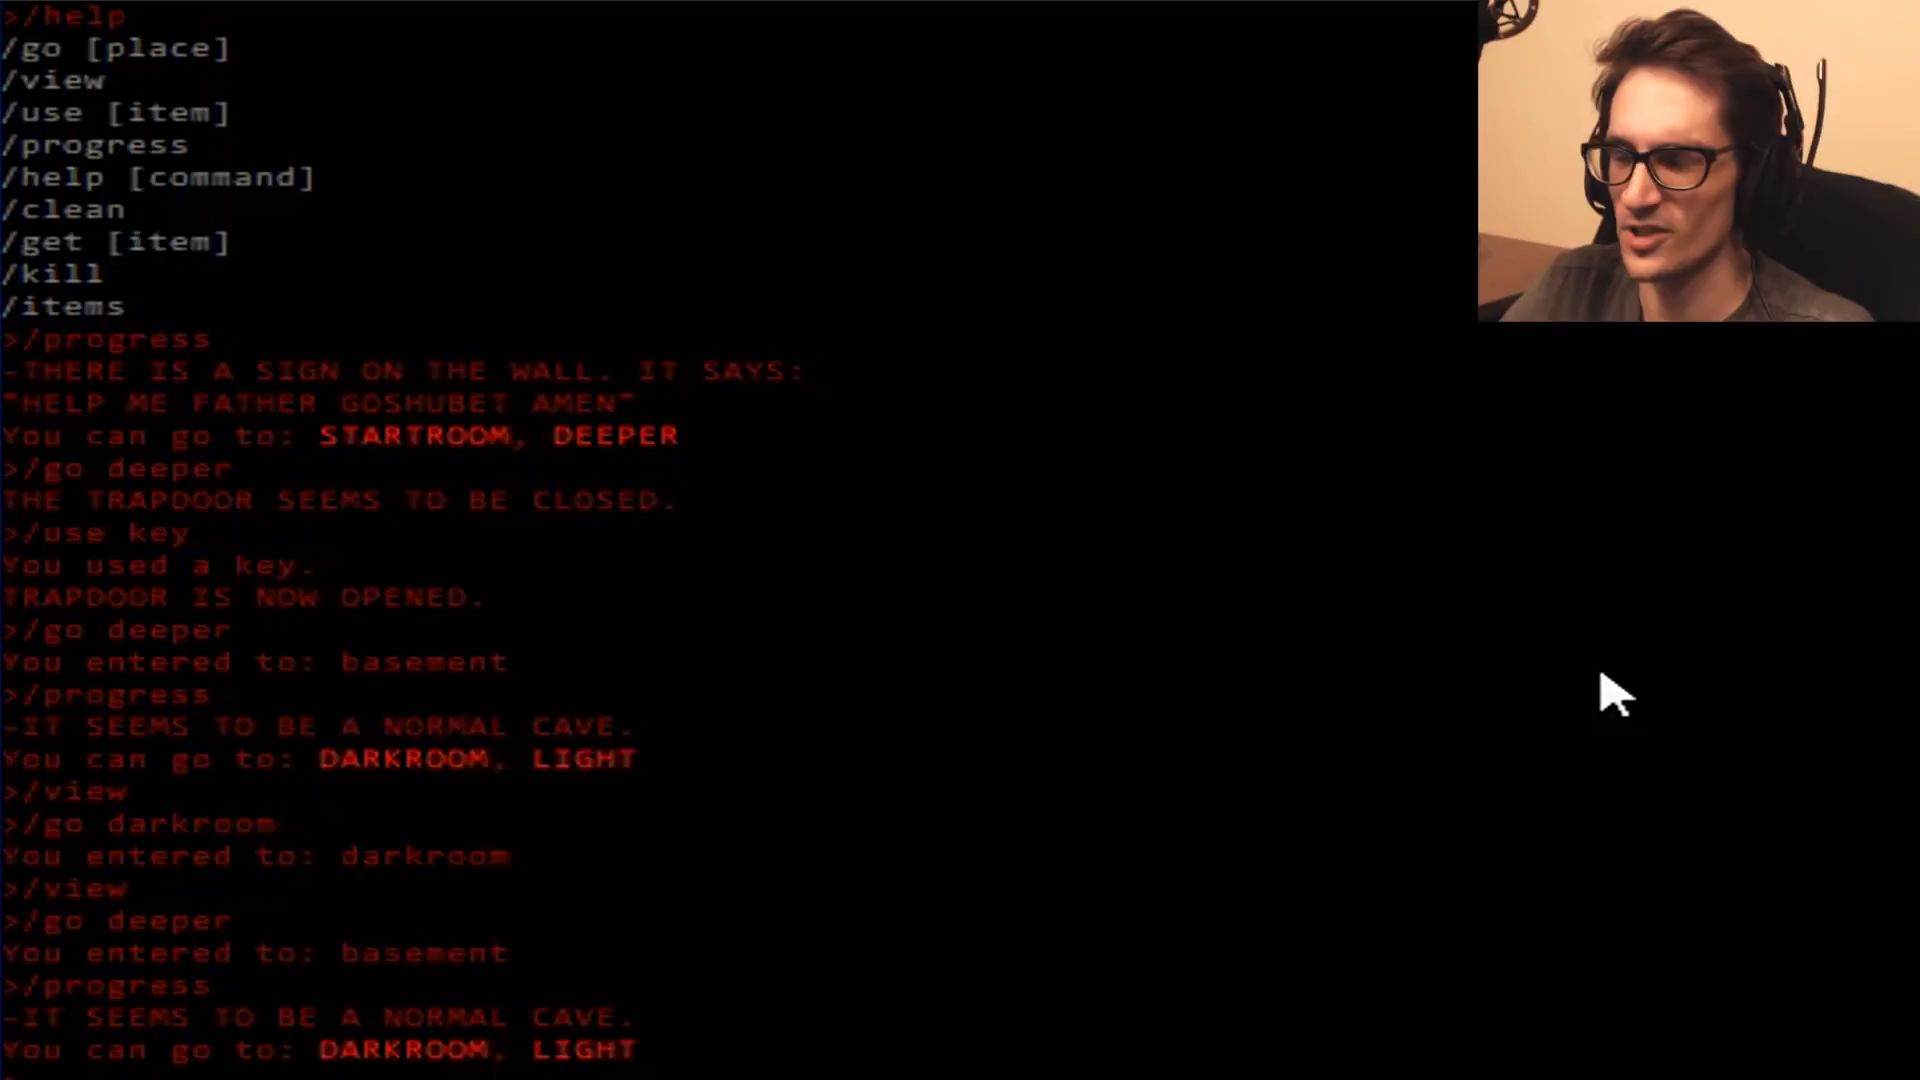 >/help
/go [place]
/view
/use [item]
/progress
/help [command]
/clean
/get [item]
/kill
/items
>/progress
-THERE IS A SIGN ON THE WALL. IT SAYS:
"HELP ME FATHER GOSHUBET AMEN"
You can go to: STARTROOM, DEEPER
>/go deeper
THE TRAPDOOR SEEMS TO BE CLOSED.
>/use key
You used a key.
TRAPDOOR IS NOW OPENED.
>/go deeper
You entered to: basement
>/progress
-IT SEEMS TO BE A NORMAL CAVE.
You can go to: DARKROOM, LIGHT
>/view
>/go darkroom
You entered to: darkroom
>/view
>/go deeper
You entered to: basement
>/progress
-IT SEEMS TO BE A NORMAL CAVE.
You can go to: DARKROOM, LIGHT